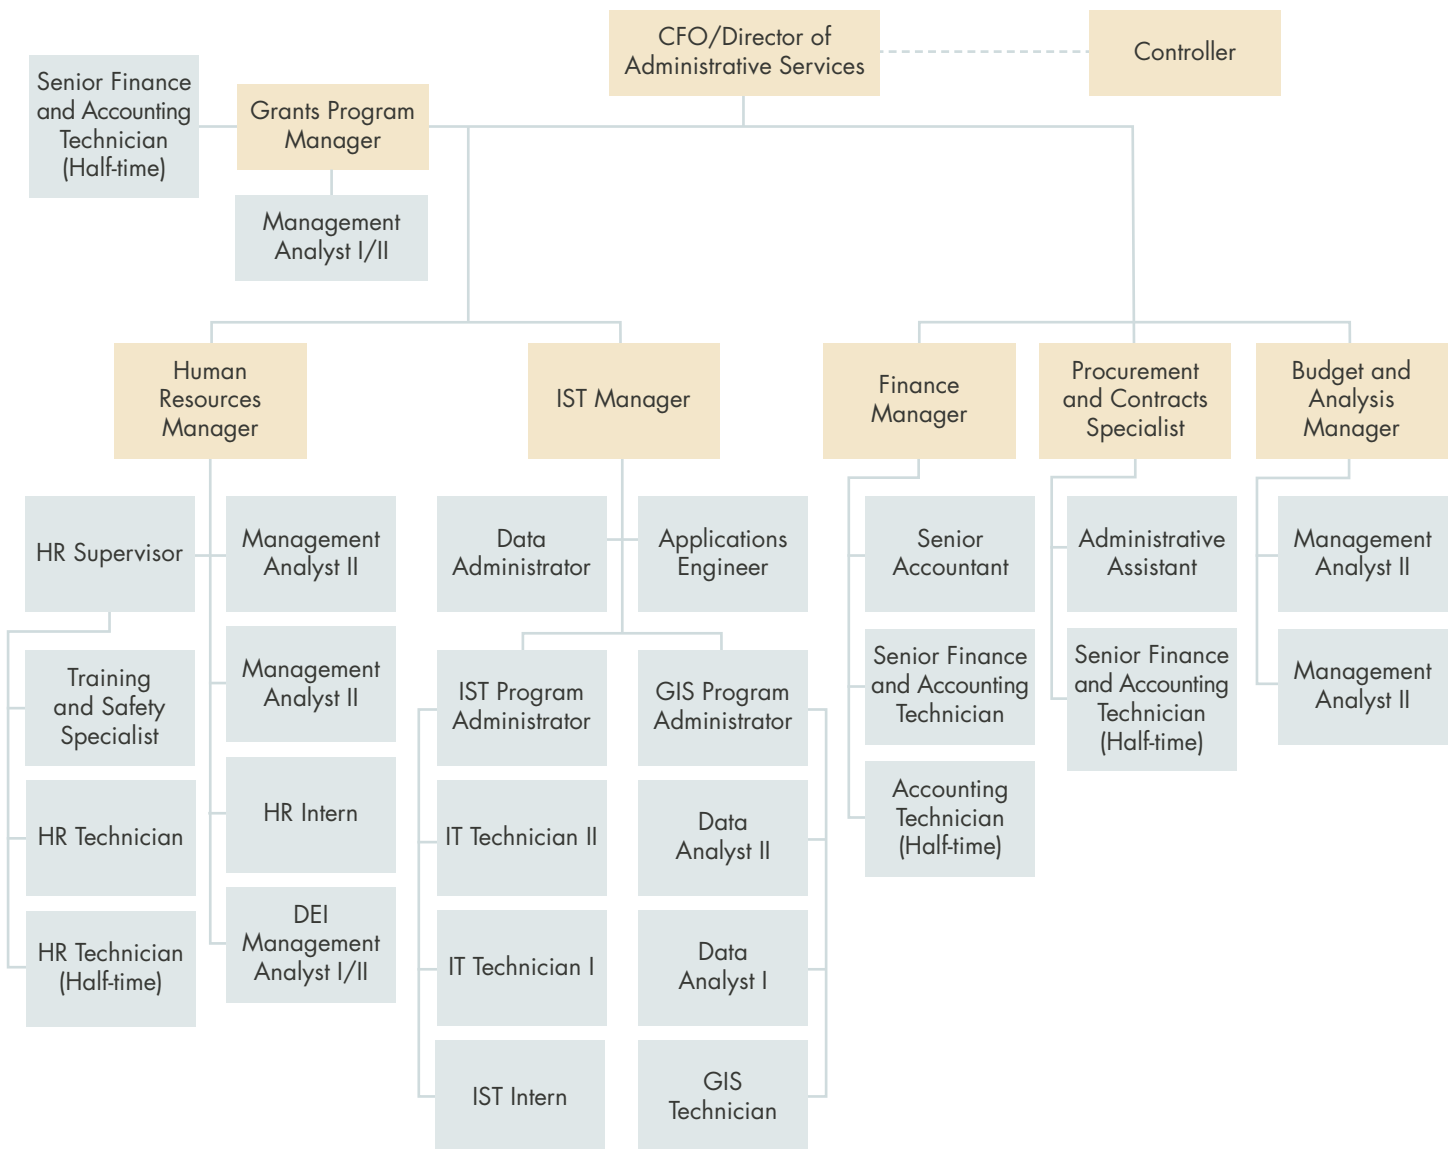 CFO/Director of
Administrative Services
Controller
Senior Finance
and Accounting
Technician
(Half-time)
Grants Program
Manager
Management
Analyst I/II
Human
Resources
Manager
IST Manager
Finance
Manager
Procurement
and Contracts
Specialist
Budget and
Analysis
Manager
HR Supervisor
Management
Analyst II
Data
Administrator
Applications
Engineer
Senior
Accountant
Administrative
Assistant
Management
Analyst II
Training
and Safety
Specialist
Management
Analyst II
IST Program
Administrator
GIS Program
Administrator
Senior Finance
and Accounting
Technician
Senior Finance
and Accounting
Technician
(Half-time)
Management
Analyst II
HR Technician
HR Intern
IT Technician II
Data
Analyst II
Accounting
Technician
(Half-time)
HR Technician
(Half-time)
DEI
Management
Analyst I/II
IT Technician I
Data
Analyst I
IST Intern
GIS
Technician